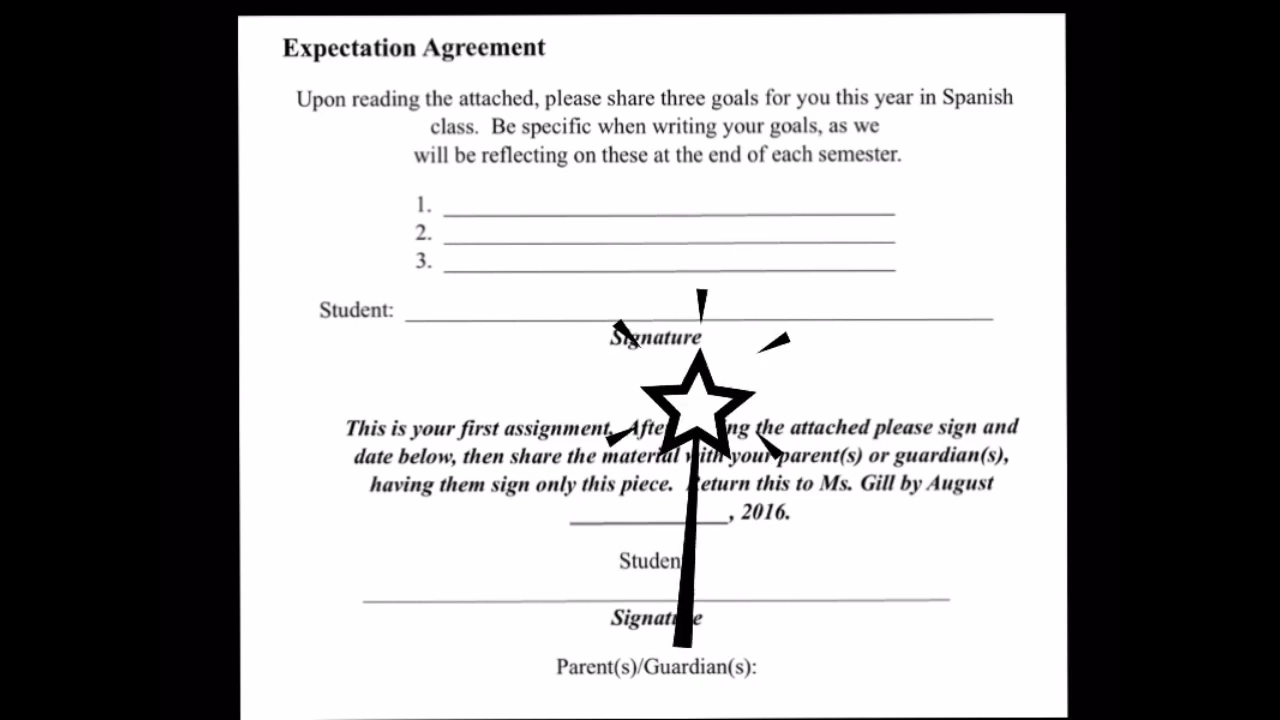 Expectation Agreement
Upon reading the attached, please share three goals for you this year in Spanish
class. Be specific when writing your goals, as we
will be reflecting on these at the end of each semester.
1.
2.
3.
Student:
Signature
This is your first assignment. the attached please sign and
date below, then share the material with your parent(s) or guardian(s),
having them sign only this piece. Return this to Ms. Gill by August
, 2016.
Student
Signature
Parent(s)/Guardian(s):